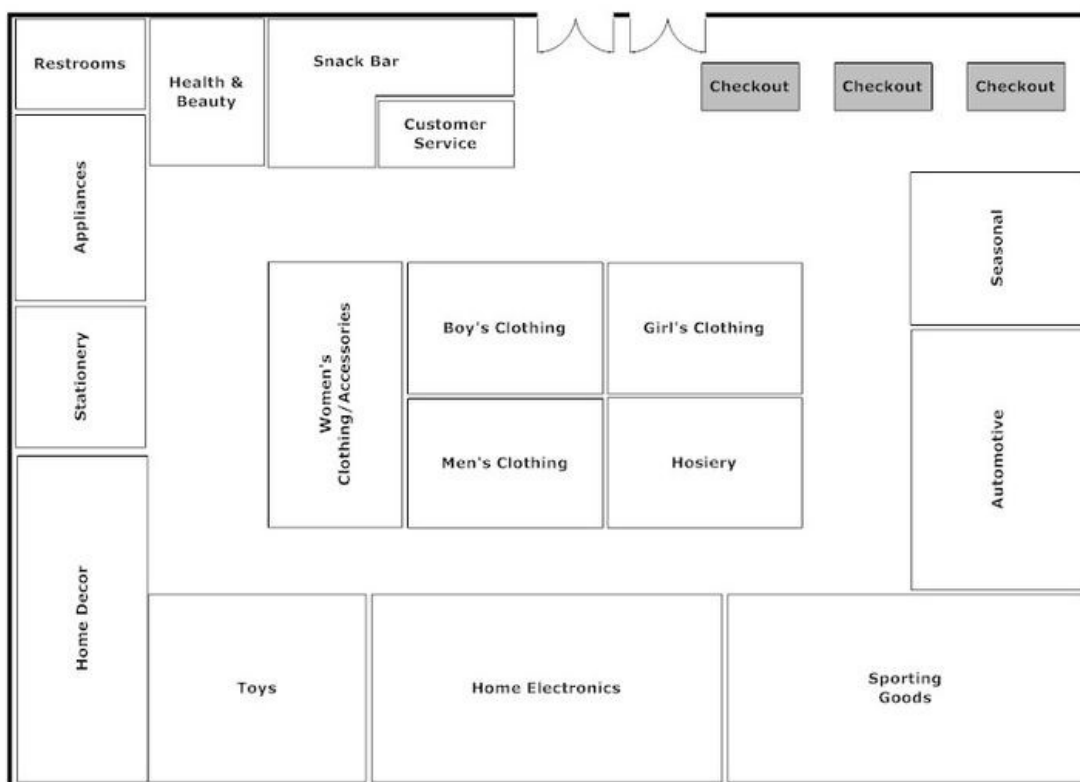 Restrooms
Health &
Beauty
Snack Bar
Customer
Service
Checkout
Checkout
Checkout
Appliances
Seasonal
Stationery
Women's
Clothing/Accessories
Boy's Clothing
Girl's Clothing
Men's Clothing
Hosiery
Automotive
Home Decor
Toys
Home Electronics
Sporting
Goods